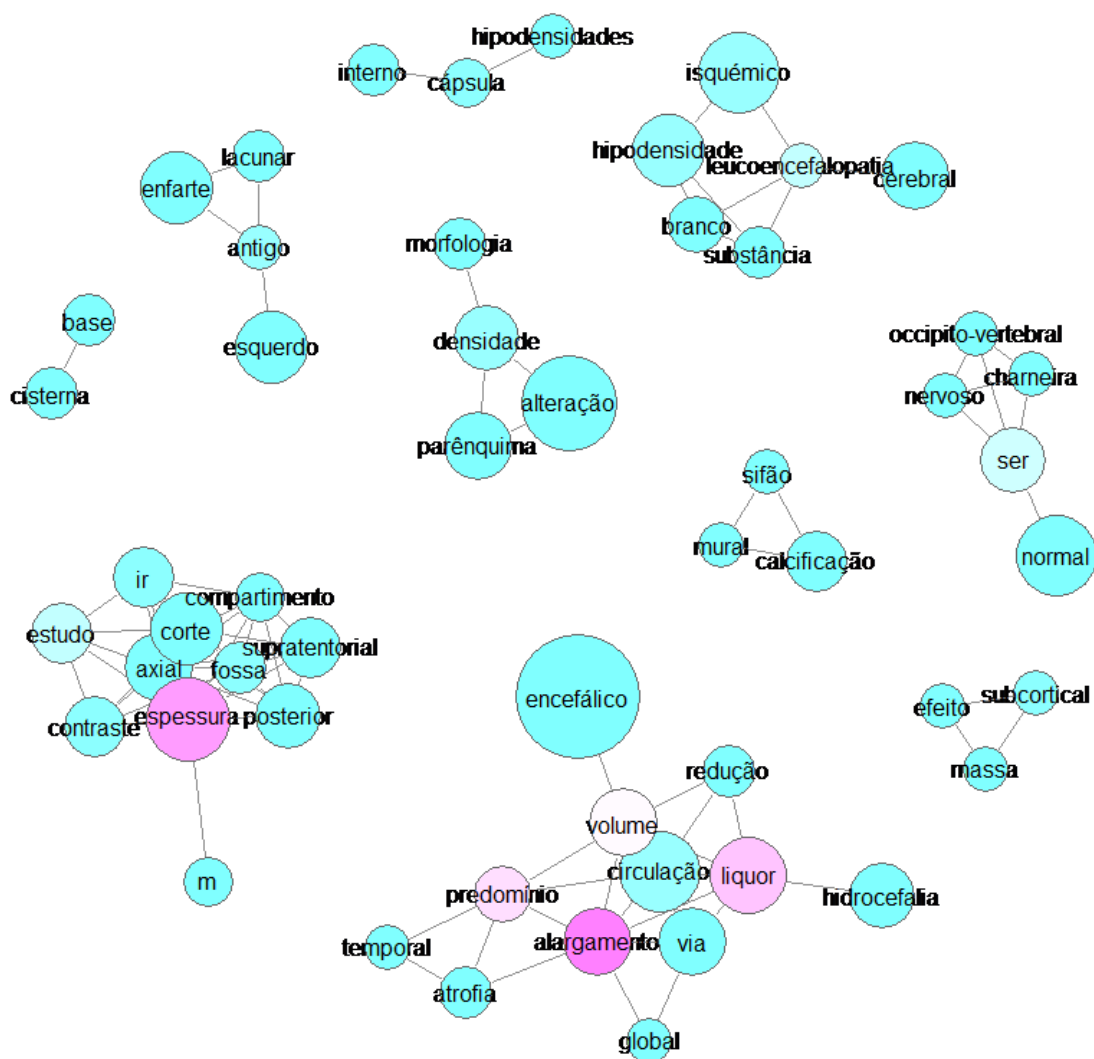 hipodensidades
interno
cápsula
isquémico
hipodensidade
leucoencefalopatia
cerebral
branco
substância
lacunar
enfarte
antigo
esquerdo
morfologia
densidade
alteração
parênquima
base
cisterna
occipito-vertebral
charneira
nervoso
ser
normal
sifão
mural
calcificação
ir
compartimento
estudo
corte
supratentorial
axial
fossa
contraste
espessura
posterior
m
encefálico
efeito
subcortical
massa
redução
volume
circulação
liquor
predomínio
hidrocefalia
temporal
alargamento
via
atrofia
global